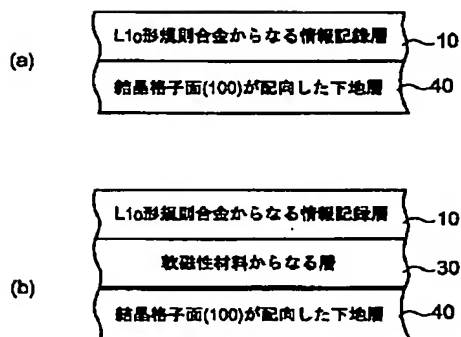 (a)
L10形規則合金からなる情報記録層
10
結晶格子面(100)が配向した下地層
40
(b)
L10形規則合金からなる情報記録層
10
軟磁性材料からなる層
30
結晶格子面(100)が配向した下地層
40